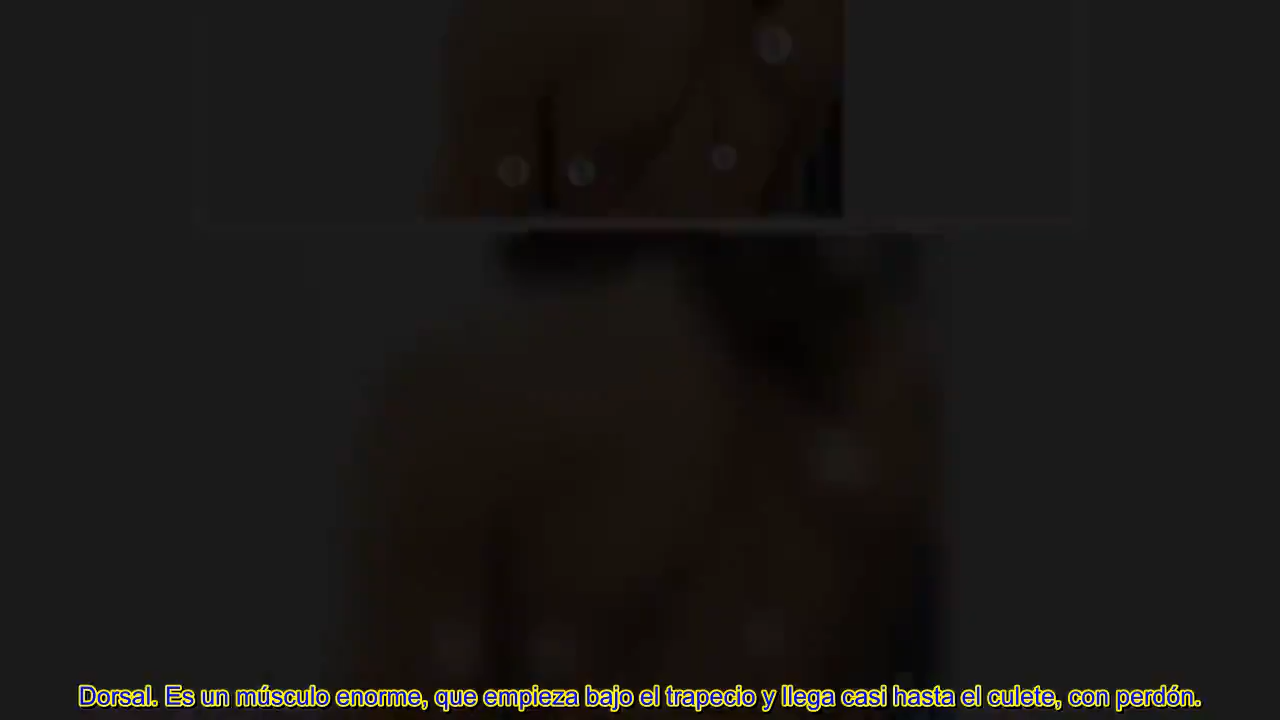 Dorsal. Es un músculo enorme, que empieza bajo el trapecio y llega casi hasta el culete, con perdón.